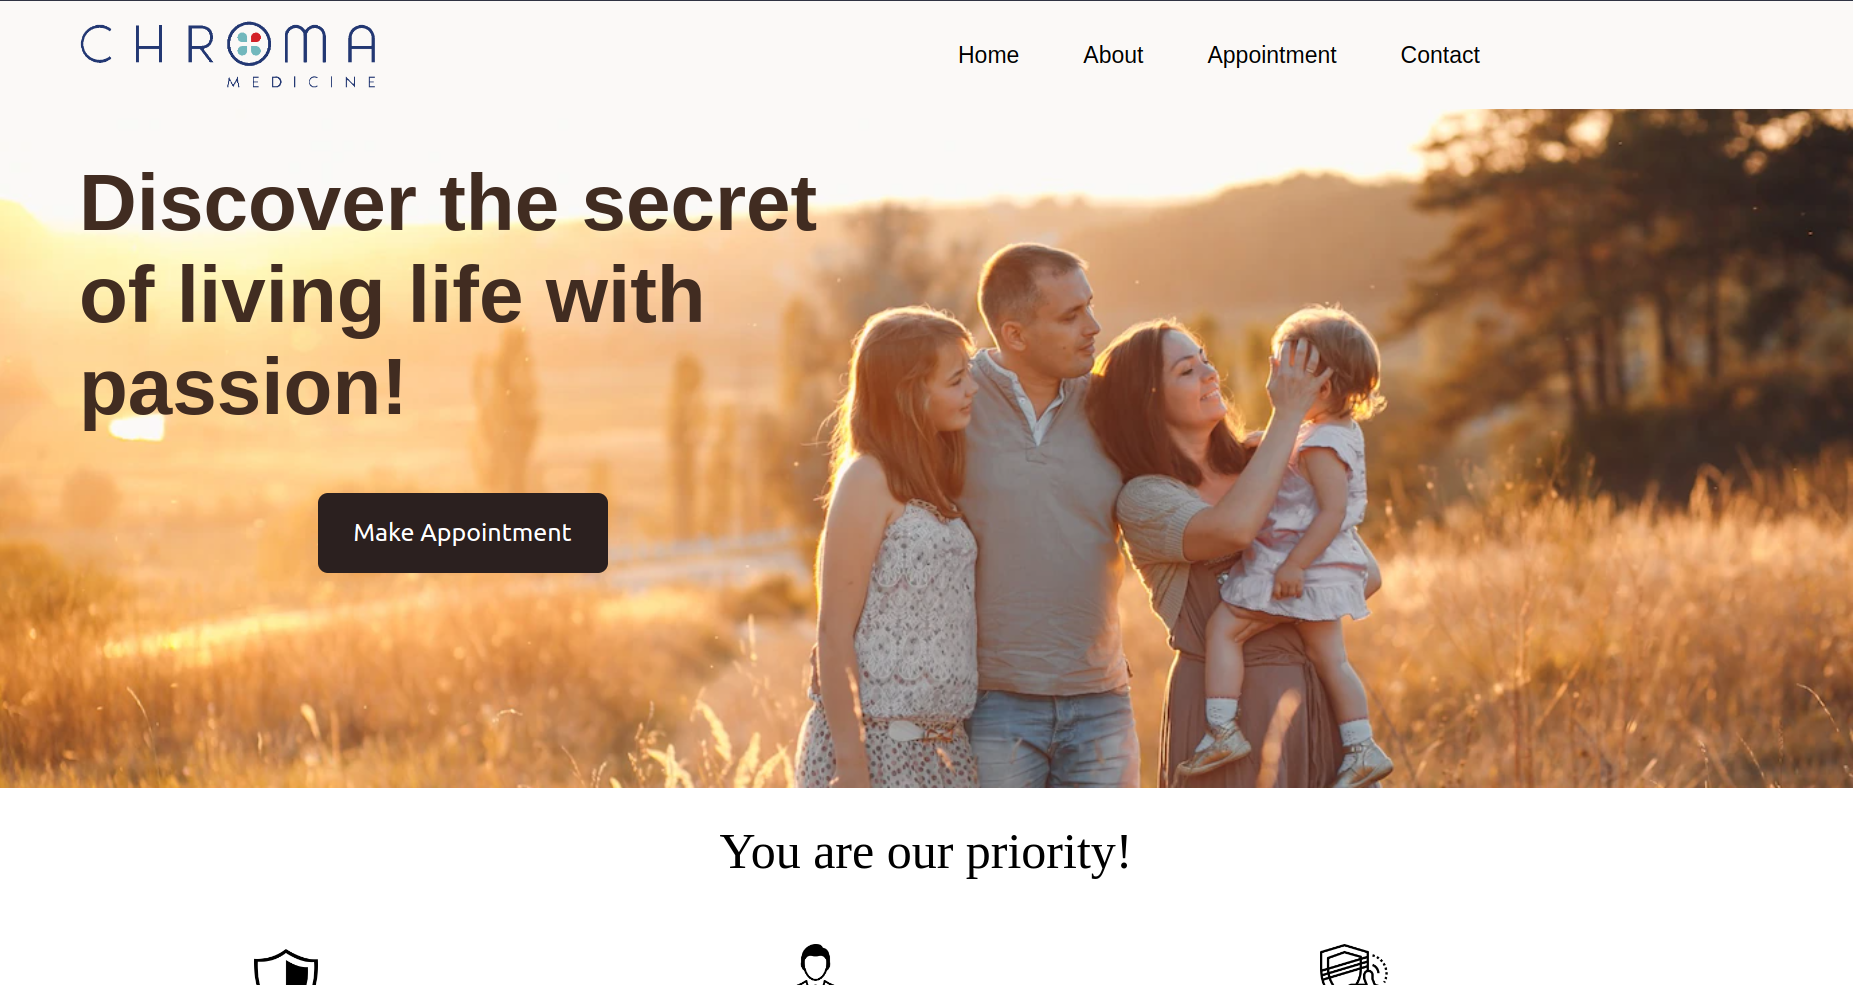 CHROMA
MEDICINE
Home About Appointment Contact
Discover the secret
of living life with
passion!
Make Appointment
You are our priority!